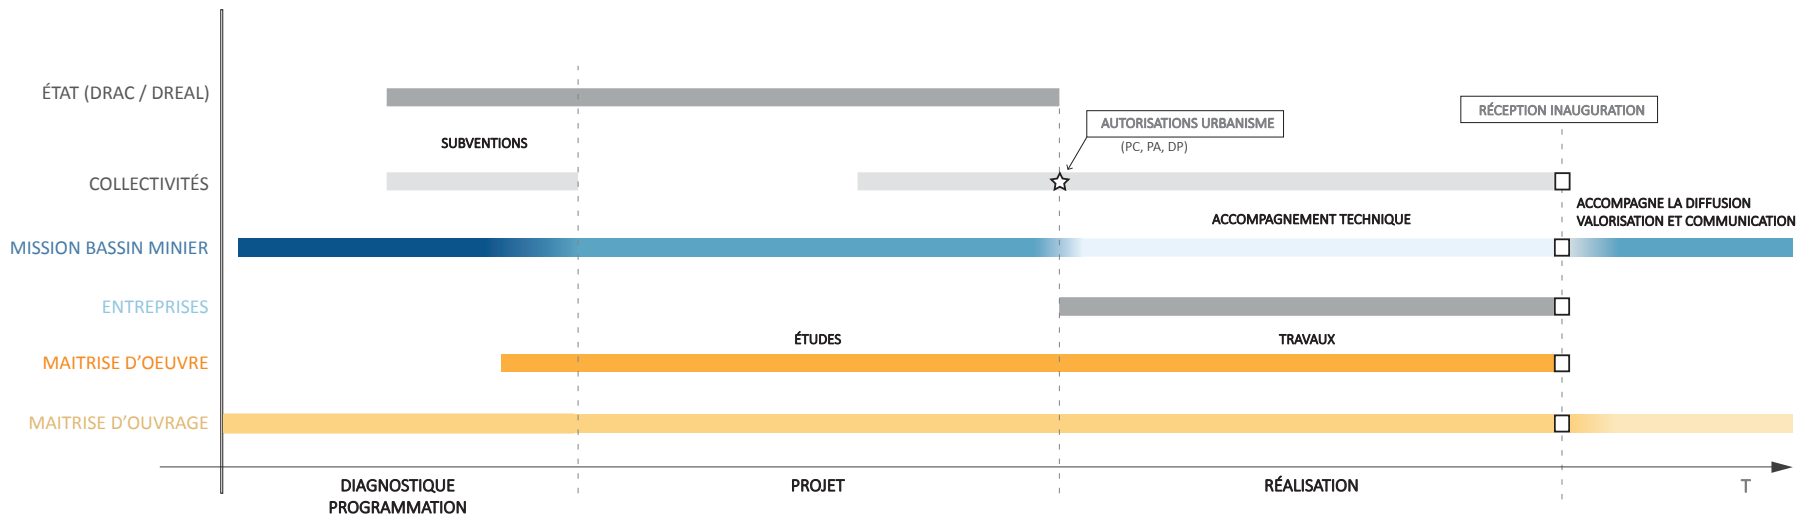 ÉTAT (DRAC / DREAL)
RÉCEPTION INAUGURATION
AUTORISATIONS URBANISME
(PC, PA, DP)
SUBVENTIONS
COLLECTIVITÉS
ACCOMPAGNE LA DIFFUSION
VALORISATION ET COMMUNICATION
ACCOMPAGNEMENT TECHNIQUE
MISSION BASSIN MINIER
ENTREPRISES
ÉTUDES
TRAVAUX
MAITRISE D'OEUVRE
MAITRISE D'OUVRAGE
DIAGNOSTIQUE
PROGRAMMATION
PROJET
RÉALISATION
T